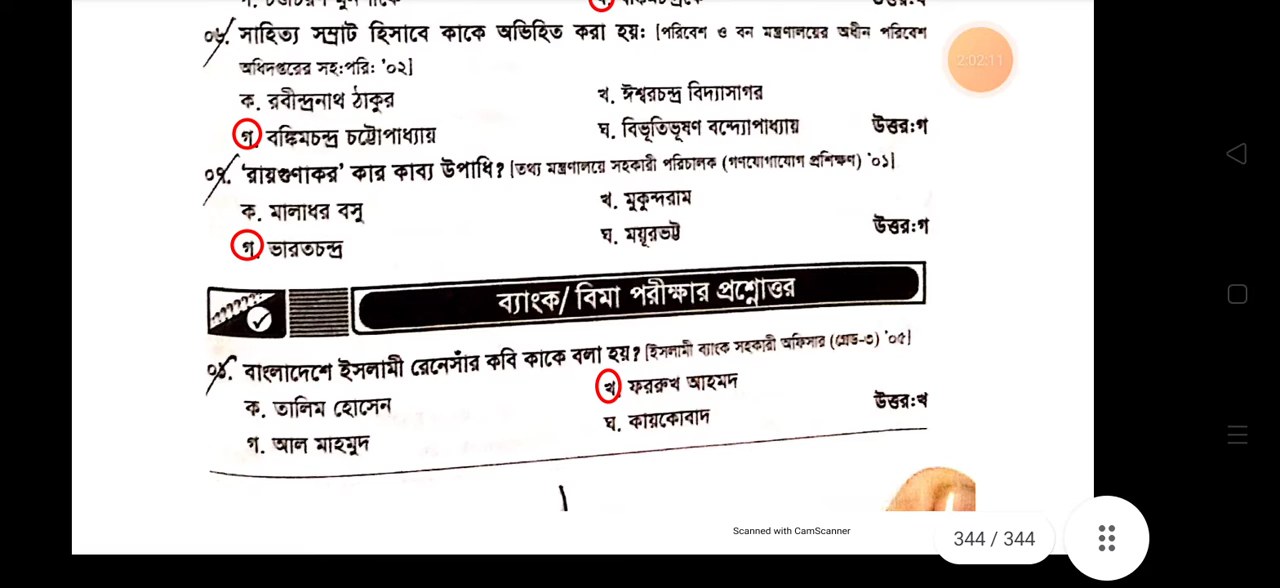 ০৬. সাহিত্য সম্রাট হিসাবে কাকে অভিহিত করা হয়: [পরিবেশ ও বন মন্ত্রণালয়ের অধীন পরিবেশ
অধিদপ্তরের সহ:পরি: '০২]
ক. রবীন্দ্রনাথ ঠাকুর
খ. ঈশ্বরচন্দ্র বিদ্যাসাগর
গ. বঙ্কিমচন্দ্র চট্টোপাধ্যায়
ঘ. বিভূতিভূষণ বন্দ্যোপাধ্যায়
উত্তর:গ
০৭. 'রায়গুণাকর' কার কাব্য উপাধি? [তথ্য মন্ত্রণালয়ে সহকারী পরিচালক (গণযোগাযোগ প্রশিক্ষণ) '০১]
ক. মালাধর বসু
খ. মুকুন্দরাম
গ. ভারতচন্দ্র
ঘ. ময়ূরভট্ট
উত্তর:গ
ব্যাংক/ বিমা পরীক্ষার প্রশ্নোত্তর
০১. বাংলাদেশে ইসলামী রেনেসাঁর কবি কাকে বলা হয়? [ইসলামী ব্যাংক সহকারী অফিসার (গ্রেড-৩) '০৫]
ক. তালিম হোসেন
খ. ফররুখ আহমদ
গ. আল মাহমুদ
ঘ. কায়কোবাদ
উত্তর:খ
Scanned with CamScanner
344 / 344
2:02:11